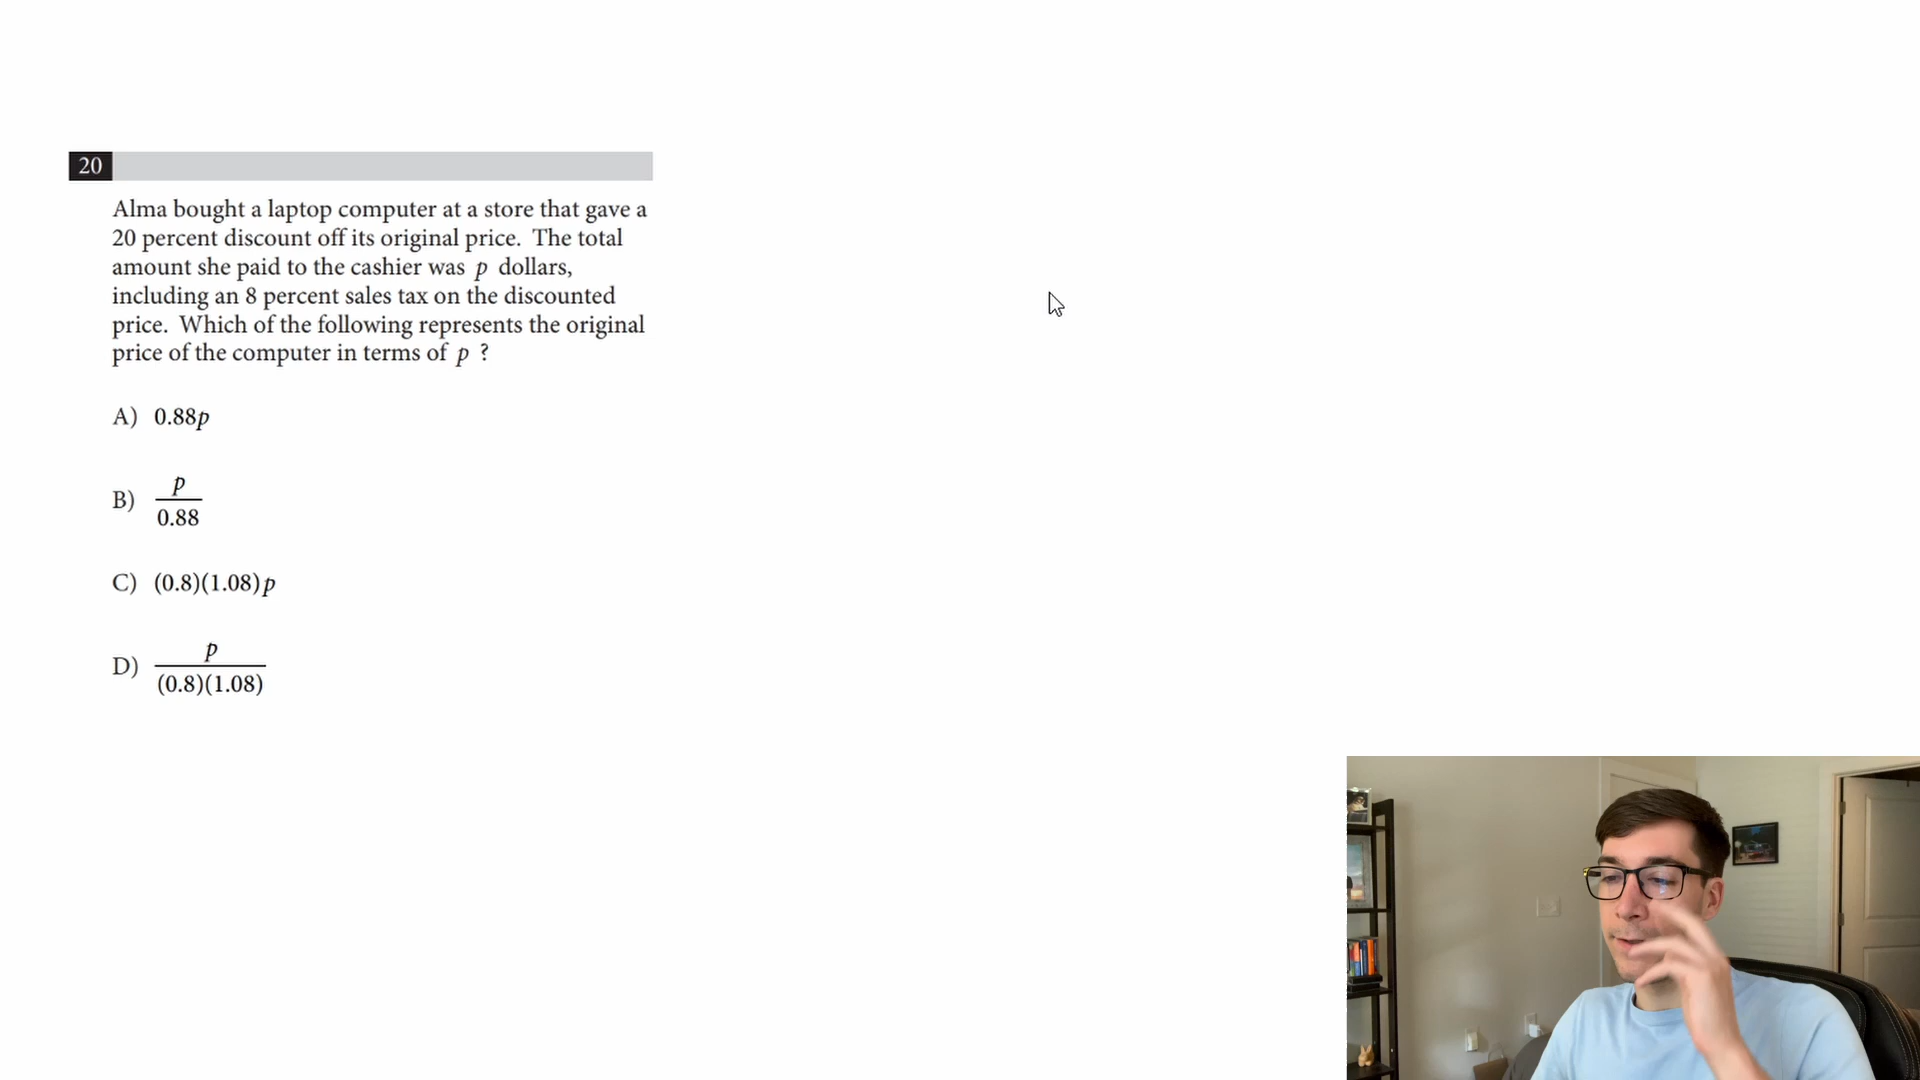 20
Alma bought a laptop computer at a store that gave a
20 percent discount off its original price. The total
amount she paid to the cashier was p dollars,
including an 8 percent sales tax on the discounted
price. Which of the following represents the original
price of the computer in terms of p ?
A) 0.88p
B) p
0.88
C) (0.8)(1.08)p
D) p
(0.8)(1.08)